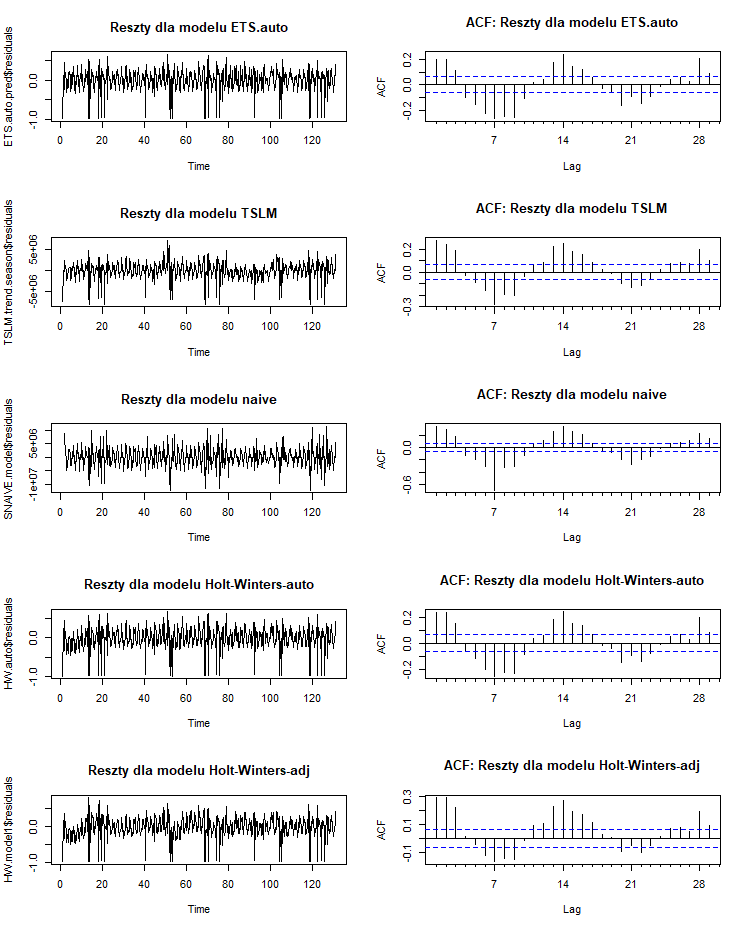 Reszty dla modelu ETS.auto
ETS.auto.pred$residuals
0.0
-1.0
0 20 40 60 80 100 120
Time
ACF: Reszty dla modelu ETS.auto
ACF
0.2
0.0
-0.2
7 14 21 28
Lag
Reszty dla modelu TSLM
TSLM.trend.season$residuals
5e+06
-5e+06
0 20 40 60 80 100 120
Time
ACF: Reszty dla modelu TSLM
ACF
0.2
0.0
-0.3
7 14 21 28
Lag
Reszty dla modelu naive
SNAIVE.model$residuals
5e+06
-1e+07
0 20 40 60 80 100 120
Time
ACF: Reszty dla modelu naive
ACF
0.0
-0.6
7 14 21 28
Lag
Reszty dla modelu Holt-Winters-auto
HW.auto$residuals
0.0
-1.0
0 20 40 60 80 100 120
Time
ACF: Reszty dla modelu Holt-Winters-auto
ACF
0.2
0.0
-0.2
7 14 21 28
Lag
Reszty dla modelu Holt-Winters-adj
HW.model1$residuals
0.0
-1.0
0 20 40 60 80 100 120
Time
ACF: Reszty dla modelu Holt-Winters-adj
ACF
0.3
0.1
-0.1
7 14 21 28
Lag